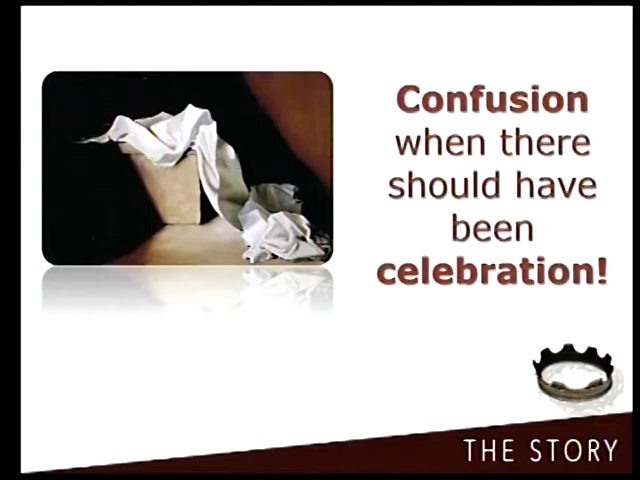 Confusion
when there
should have
been
celebration!
THE STORY